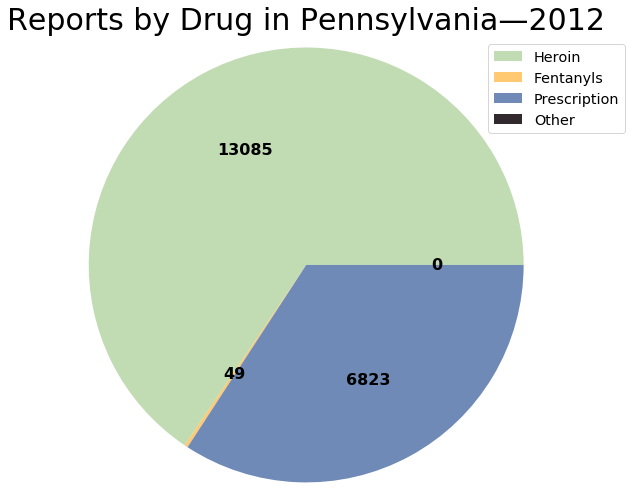 Reports by Drug in Pennsylvania—2012
Heroin
Fentanyls
Prescription
Other
13085
0
49
6823